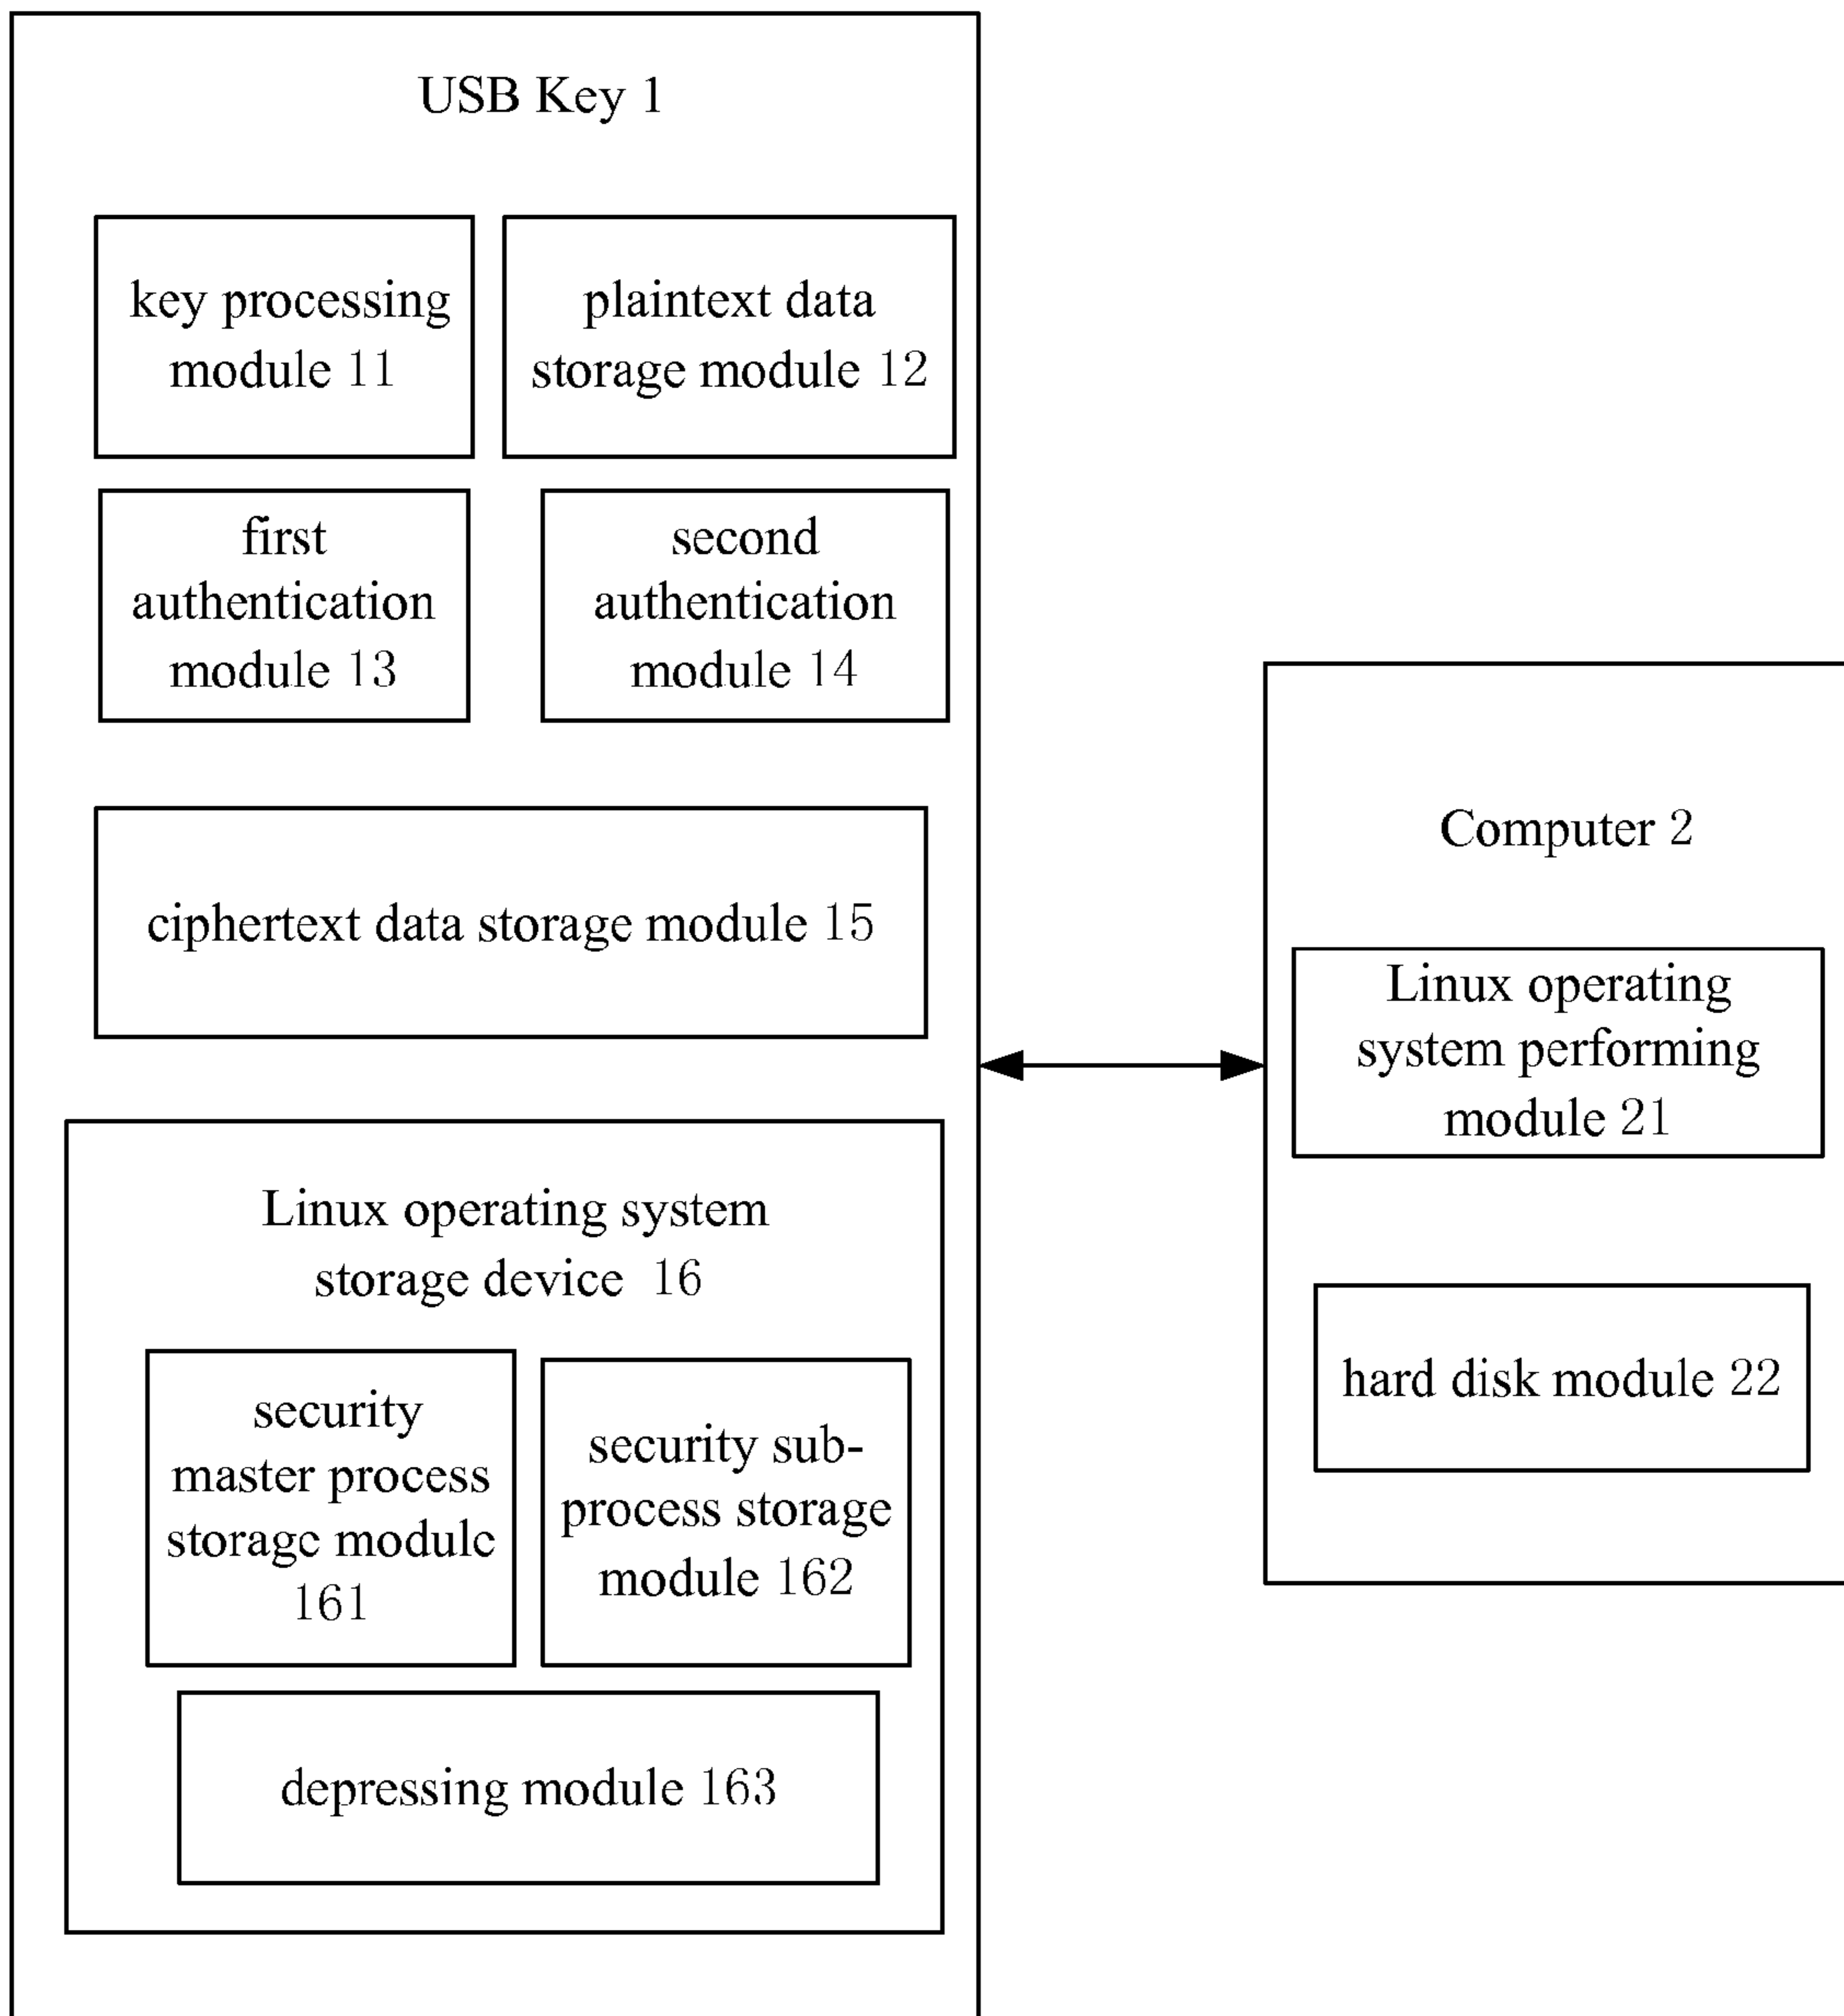 USB Key 1
key processing
module 11
plaintext data
storage module 12
first
authentication
module 13
second
authentication
module 14
ciphertext data storage module 15
Linux operating system
storage device 16
security
master process
storage module
161
security sub-
process storage
module 162
depressing module 163
Computer 2
Linux operating
system performing
module 21
hard disk module 22